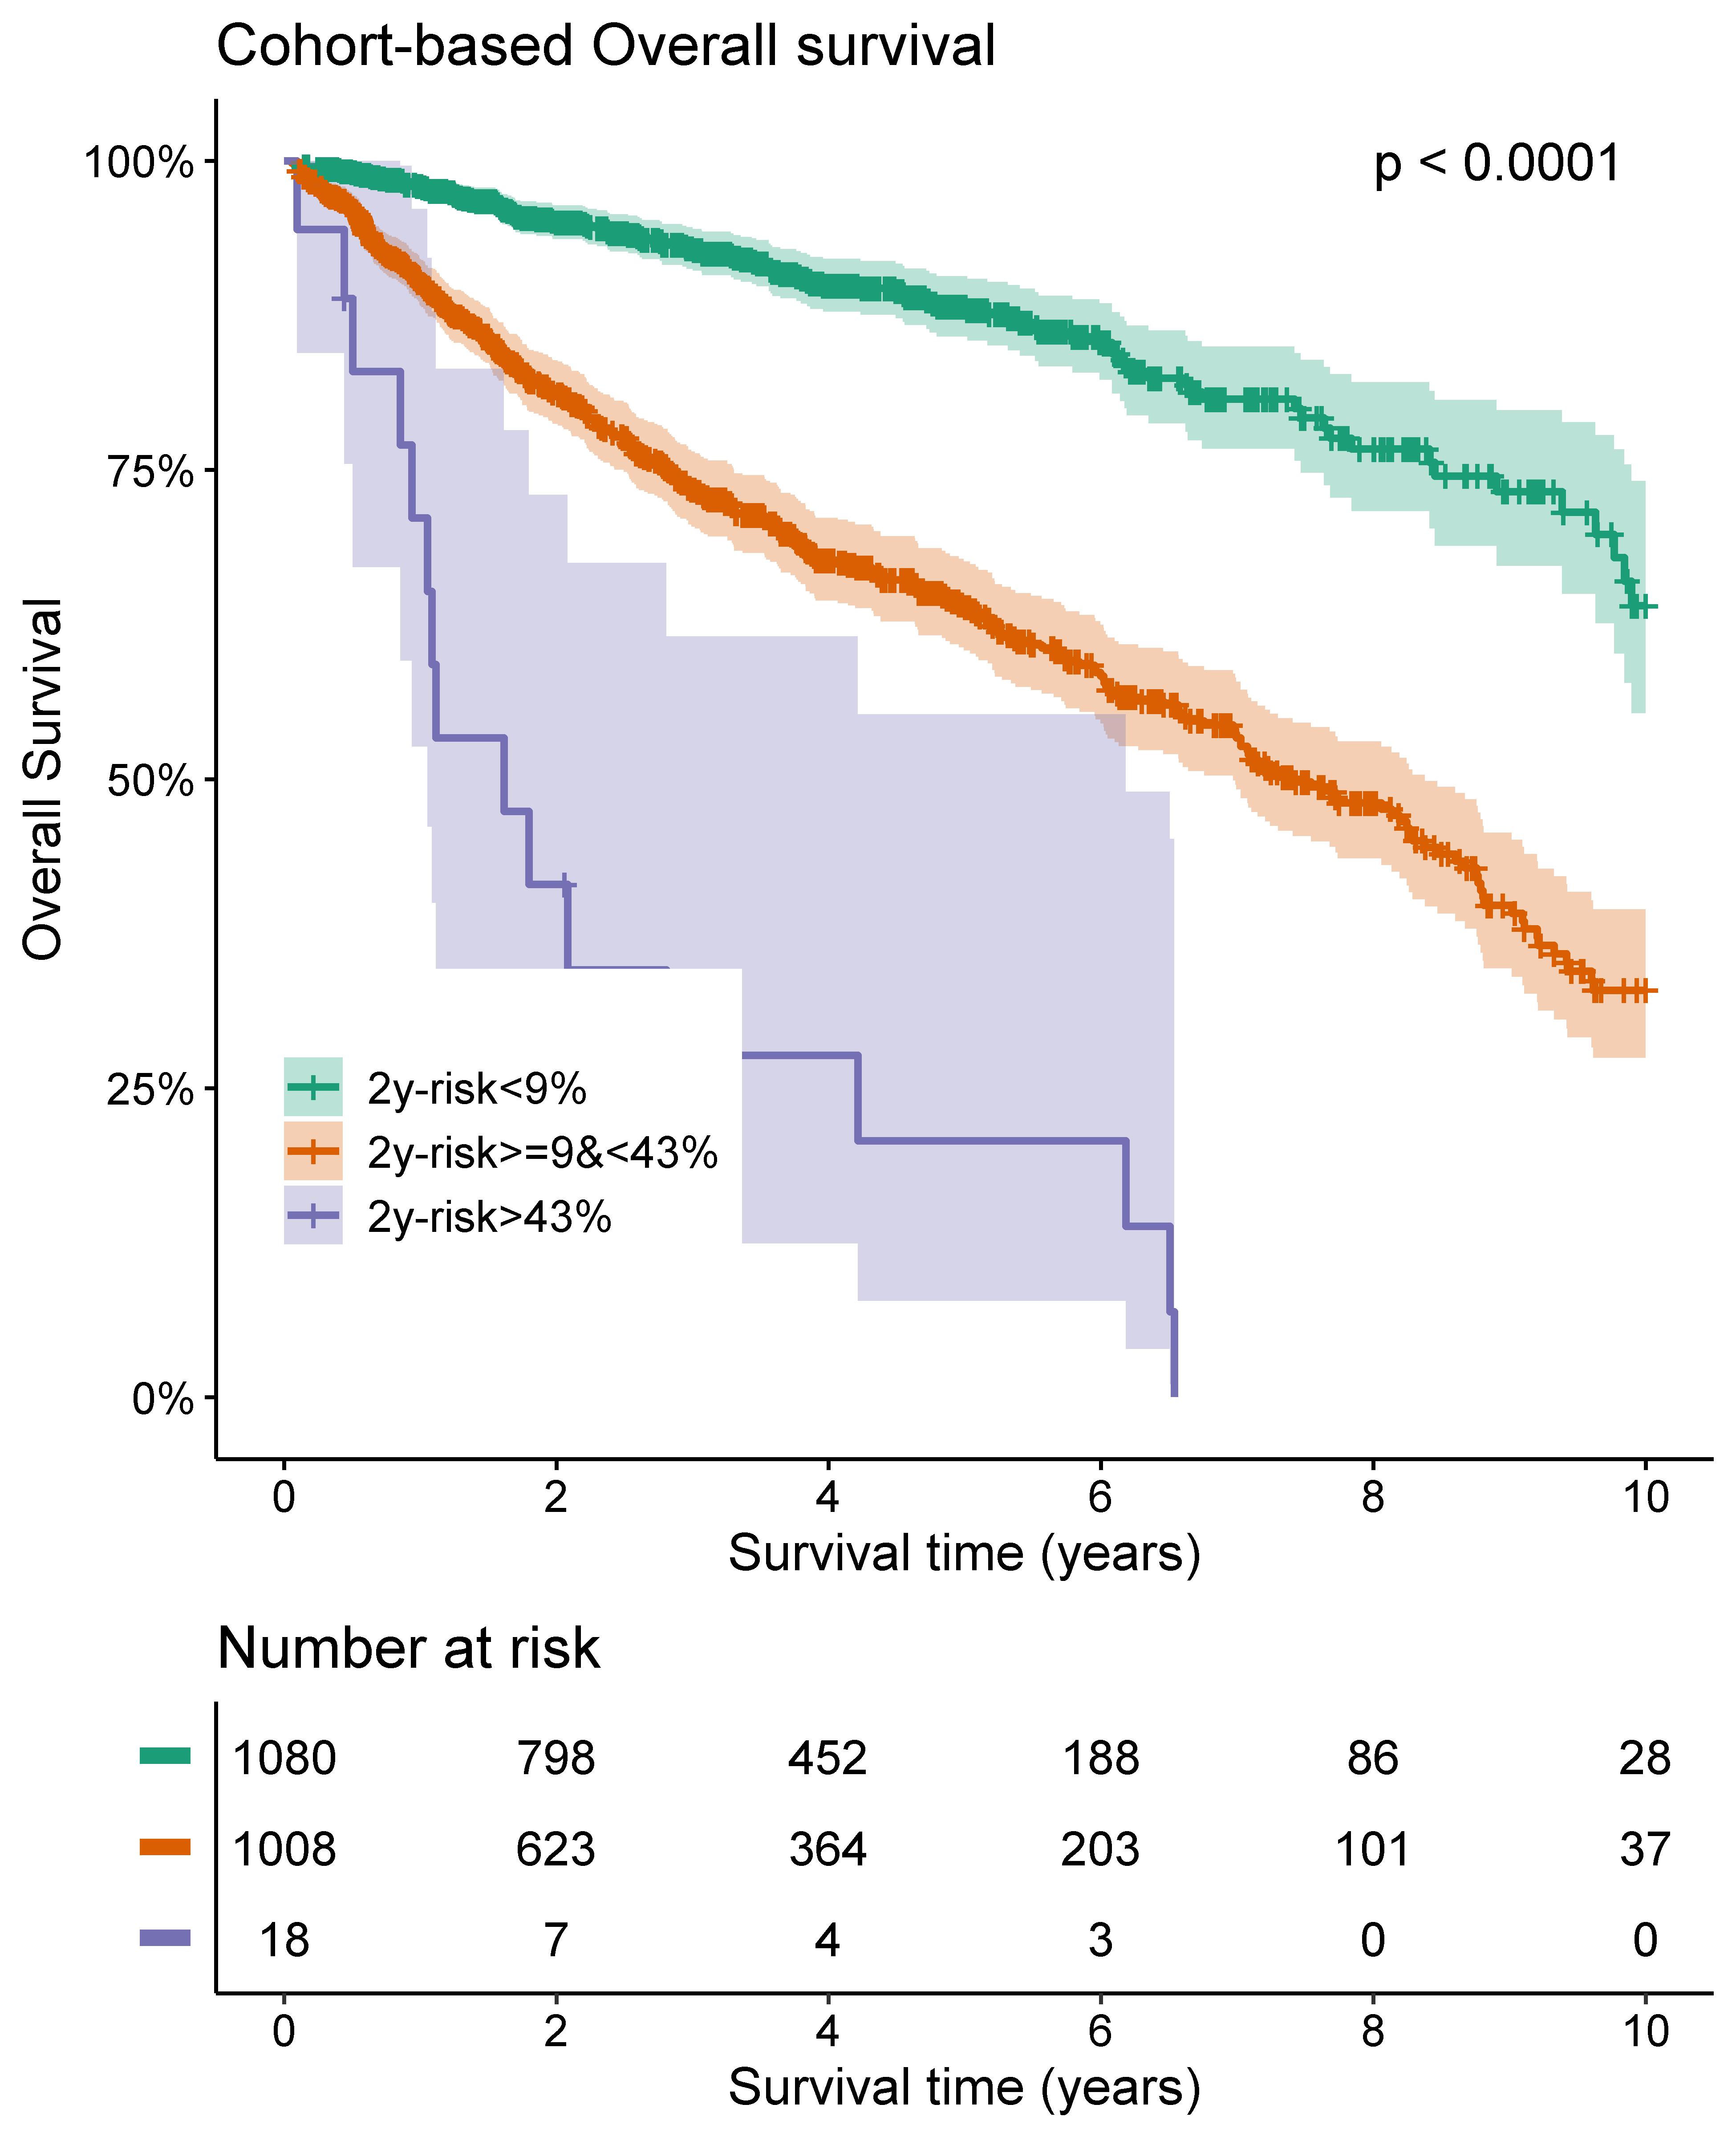 Cohort-based Overall survival
p < 0.0001
100%
75%
50%
25%
0%
Overall Survival
2y-risk<9%
2y-risk>=9&<43%
2y-risk>43%
0 2 4 6 8 10
Survival time (years)
Number at risk
1080 798 452 188 86 28
1008 623 364 203 101 37
18 7 4 3 0 0
0 2 4 6 8 10
Survival time (years)